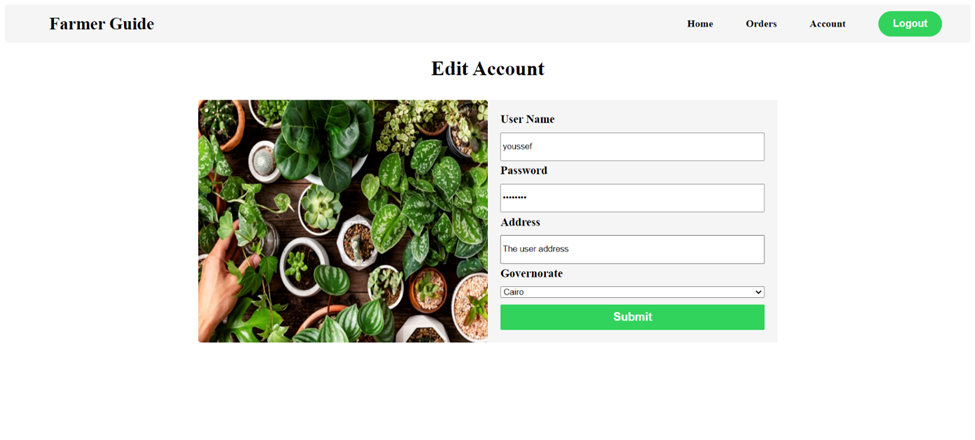 Farmer Guide
Home
Orders
Account
Logout
Edit Account
User Name
youssef
Password
••••••••
Address
The user address
Governorate
Cairo
Submit